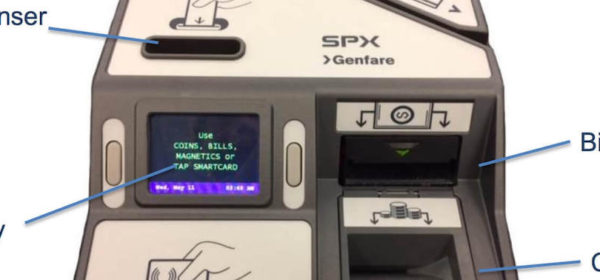 nser
SPX
>Genfare
Use
COINS, BILLS,
MAGNETICS or
TAP SMARTCARD
Wed, May 11
Bi
y